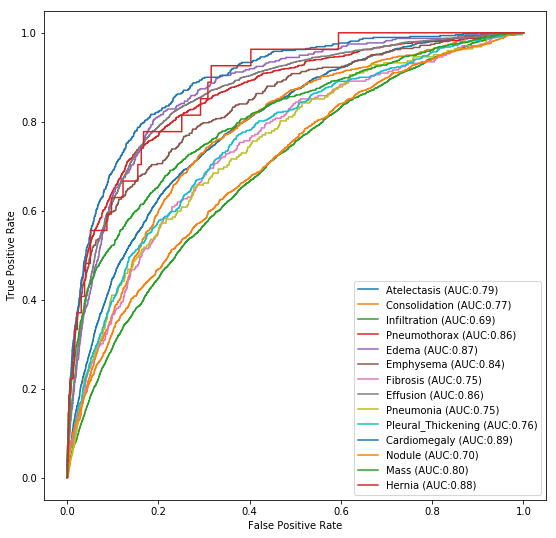 1.0
0.8
0.6
0.4
0.2
0.0
True Positive Rate
Atelectasis (AUC:0.79)
Consolidation (AUC:0.77)
Infiltration (AUC:0.69)
Pneumothorax (AUC:0.86)
Edema (AUC:0.87)
Emphysema (AUC:0.84)
Fibrosis (AUC:0.75)
Effusion (AUC:0.86)
Pneumonia (AUC:0.75)
Pleural_Thickening (AUC:0.76)
Cardiomegaly (AUC:0.89)
Nodule (AUC:0.70)
Mass (AUC:0.80)
Hernia (AUC:0.88)
0.0 0.2 0.4 0.6 0.8 1.0
False Positive Rate